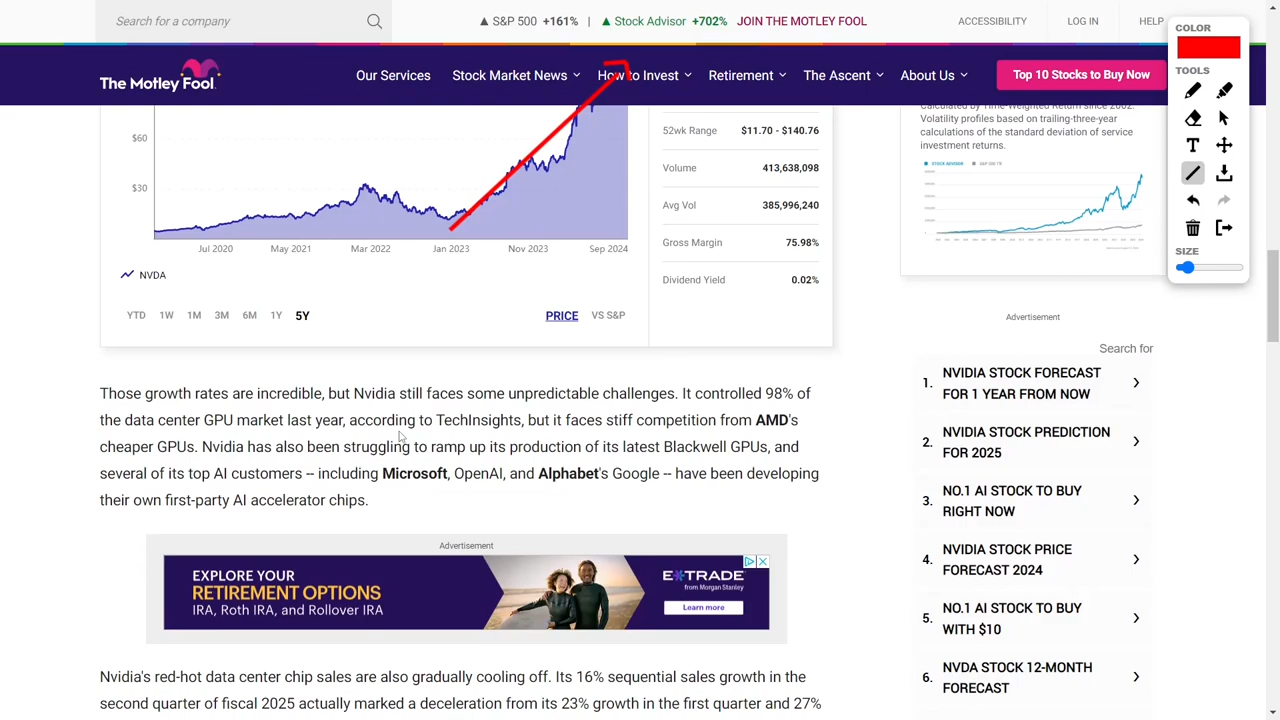 Search for a company
▲ S&P 500 +161% | ▲ Stock Advisor +702% JOIN THE MOTLEY FOOL
ACCESSIBILITY LOG IN HELP
The Motley Fool
Our Services Stock Market News How to Invest Retirement The Ascent About Us
Top 10 Stocks to Buy Now
COLOR
TOOLS
T
SIZE
$60
$30
Jul 2020 May 2021 Mar 2022 Jan 2023 Nov 2023 Sep 2024
NVDA
YTD 1W 1M 3M 6M 1Y 5Y PRICE VS S&P
52wk Range $11.70 - $140.76
Volume 413,638,098
Avg Vol 385,996,240
Gross Margin 75.98%
Dividend Yield 0.02%
Calculated by Time-Weighted Return since 2002.
Volatility profiles based on trailing-three-year
calculations of the standard deviation of service
investment returns.
STOCK ADVISOR S&P 500 TR
Those growth rates are incredible, but Nvidia still faces some unpredictable challenges. It controlled 98% of
the data center GPU market last year, according to TechInsights, but it faces stiff competition from AMD's
cheaper GPUs. Nvidia has also been struggling to ramp up its production of its latest Blackwell GPUs, and
several of its top AI customers -- including Microsoft, OpenAI, and Alphabet's Google -- have been developing
their own first-party AI accelerator chips.
Advertisement
EXPLORE YOUR
RETIREMENT OPTIONS
IRA, Roth IRA, and Rollover IRA
E*TRADE
from Morgan Stanley
Learn more
Nvidia's red-hot data center chip sales are also gradually cooling off. Its 16% sequential sales growth in the
second quarter of fiscal 2025 actually marked a deceleration from its 23% growth in the first quarter and 27%
Advertisement
Search for
1. NVIDIA STOCK FORECAST
FOR 1 YEAR FROM NOW
2. NVIDIA STOCK PREDICTION
FOR 2025
3. NO.1 AI STOCK TO BUY
RIGHT NOW
4. NVIDIA STOCK PRICE
FORECAST 2024
5. NO.1 AI STOCK TO BUY
WITH $10
6. NVDA STOCK 12-MONTH
FORECAST